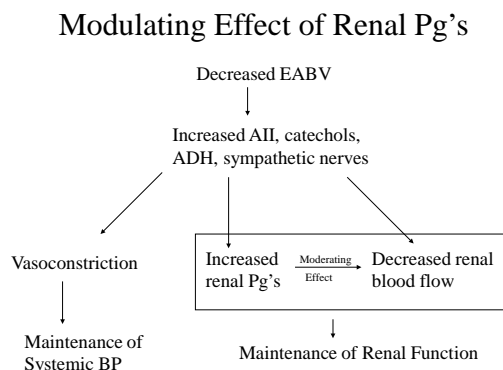 Modulating Effect of Renal Pg's
Decreased EABV
Increased AII, catechols,
ADH, sympathetic nerves
Vasoconstriction
Increased
renal Pg's
Moderating
Effect
Decreased renal
blood flow
Maintenance of
Systemic BP
Maintenance of Renal Function